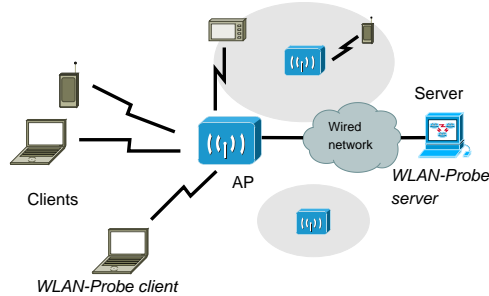 Server
Wired
network
AP
WLAN-Probe
server
Clients
WLAN-Probe client